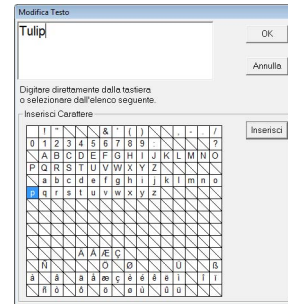 Modifica Testo
Tulip
OK
Annulla
Digitare direttamente dalla tastiera
o selezionare dall'elenco seguente.
Inserisci Carattere
Inserisci
! " & ' ( ) , - . /
0 1 2 3 4 5 6 7 8 9 : ?
A B C D E F G H I J K L M N O
P Q R S T U V W X Y Z
a b c d e f g h i j k l m n o
p q r s t u v w x y z
Ä Å Æ Ç
Ñ Ö Ø Ü ß
à â ä å æ ç è é ê ë ì î ï
ñ ó ô ö ø ù û ü